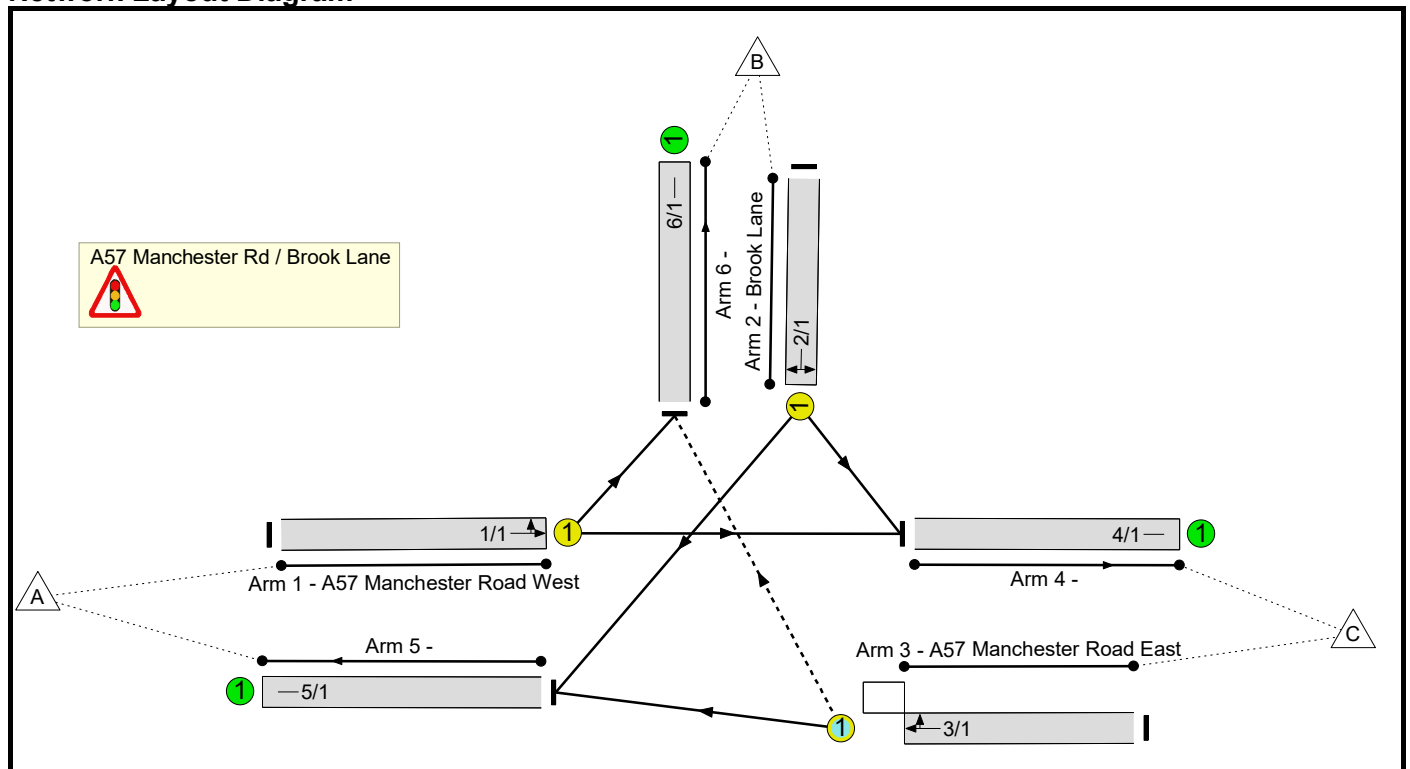 Network Layout Diagram
B
1
6/1
Arm 6 -
Arm 2 - Brook Lane
2/1
1
A57 Manchester Rd / Brook Lane
1/1
1
4/1
1
Arm 1 - A57 Manchester Road West
Arm 4 -
A
C
Arm 5 -
Arm 3 - A57 Manchester Road East
1
5/1
1
3/1